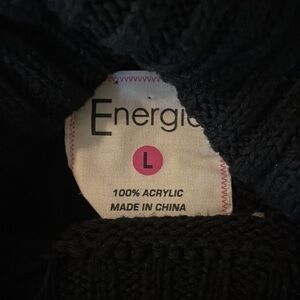 Energie
L
100% ACRYLIC
MADE IN CHINA